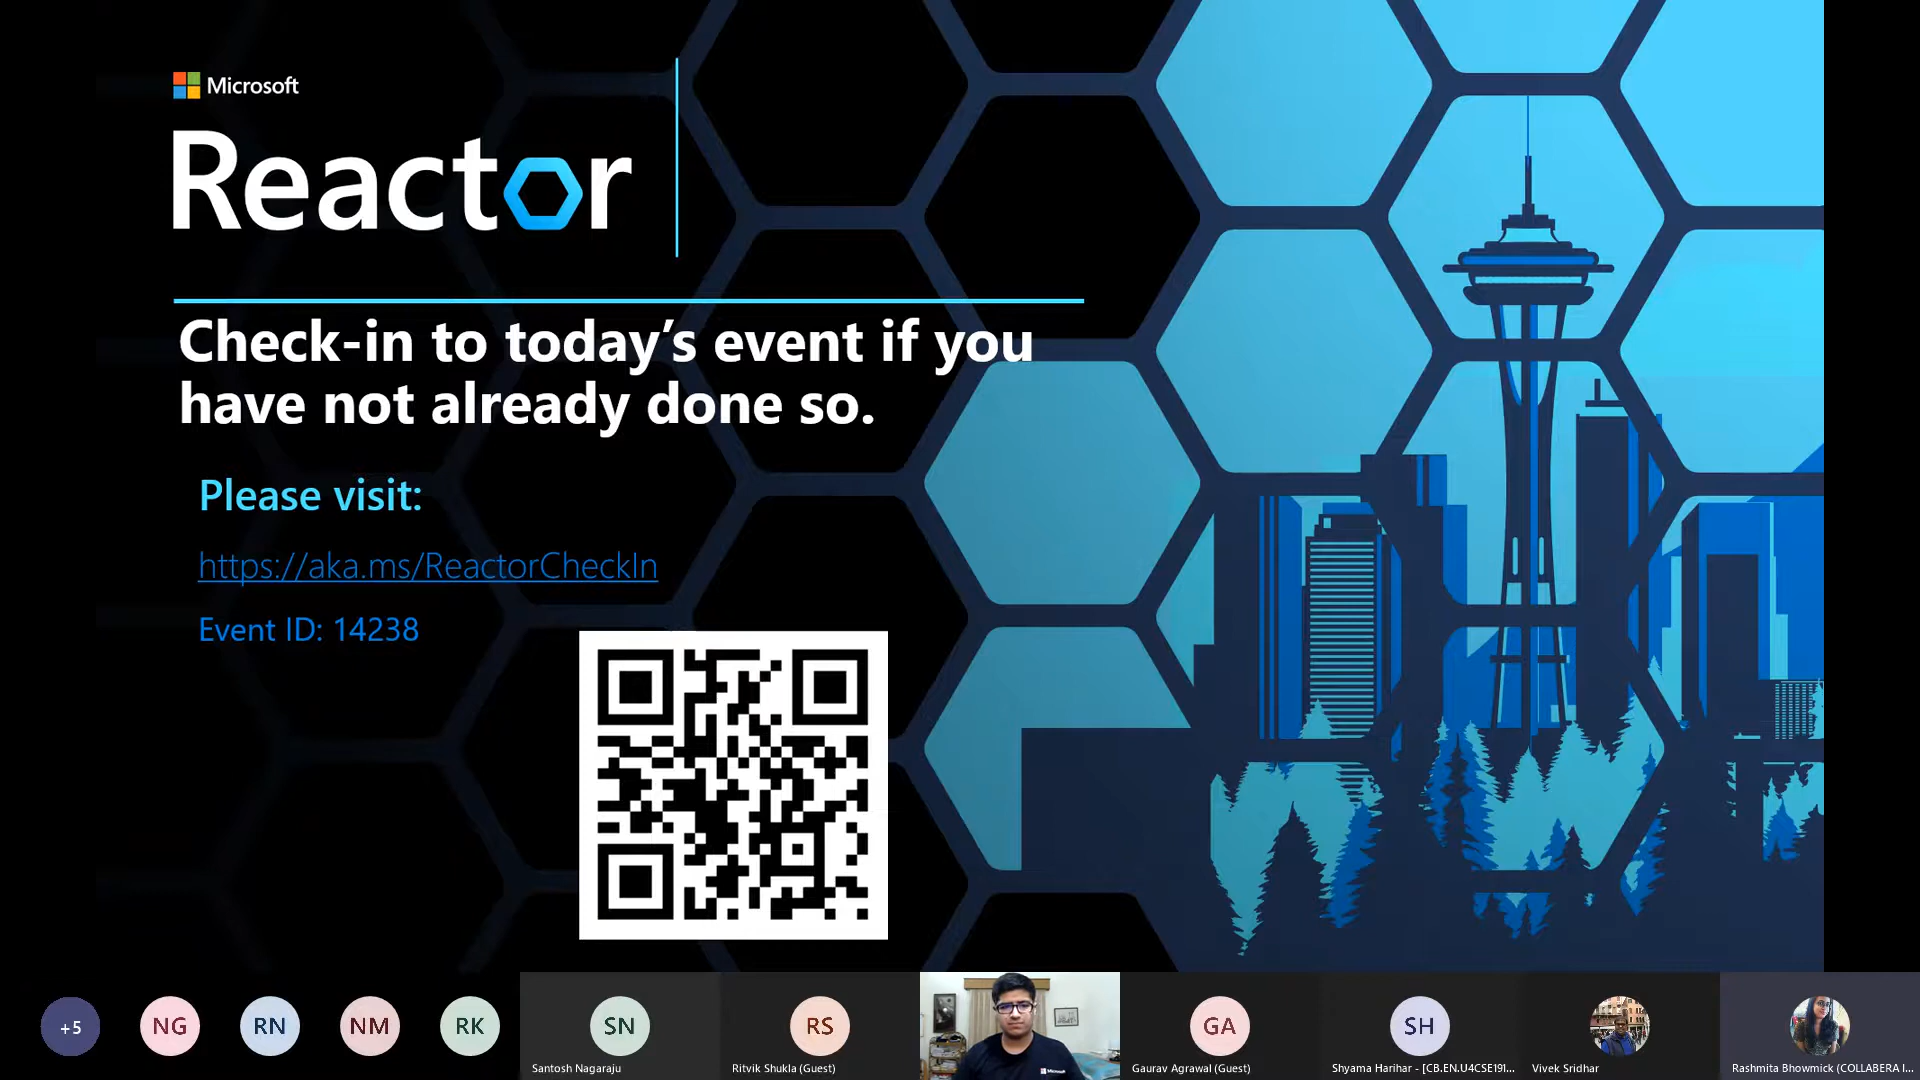 Microsoft
Reactor
Check-in to today’s event if you
have not already done so.
Please visit:
https://aka.ms/ReactorCheckIn
Event ID: 14238
+5
NG
RN
NM
RK
SN
RS
GA
SH
Santosh Nagaraju
Ritvik Shukla (Guest)
Microsoft
Gaurav Agrawal (Guest)
Shyama Harihar - [CB.EN.U4CSE191...
Vivek Sridhar
Rashmita Bhowmick (COLLABERA I...